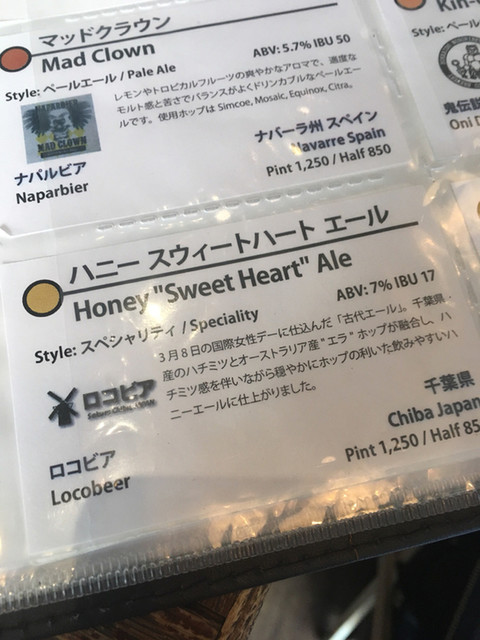 マッドクラウン
Mad Clown
ABV: 5.7% IBU 50
Style: ペールエール / Pale Ale
レモンやトロピカルフルーツの爽やかなアロマで、適度な
モルト感と苦さでバランスがよくドリンカブルなペールエー
ルです。使用ホップは Simcoe, Mosaic, Equinox, Citra。
MAD CLOWN
ナパルビア
Naparbier
ナバーラ州 スペイン
Navarre Spain
Pint 1,250 / Half 850
Kin-
Style: ペール
鬼伝説
Oni D
ハニー スウィートハート エール
Honey "Sweet Heart" Ale
ABV: 7% IBU 17
Style: スペシャリティ / Speciality
3月8日の国際女性デーに仕込んだ「古代エール」。千葉県
産のハチミツとオーストラリア産"エラ"ホップが融合し、ハ
チミツ感を伴いながら穏やかにホップの利いた飲みやすいハ
ニーエールに仕上がりました。
ロコビア
ロコビア
Locobeer
千葉県
Chiba Japan
Pint 1,250 / Half 85